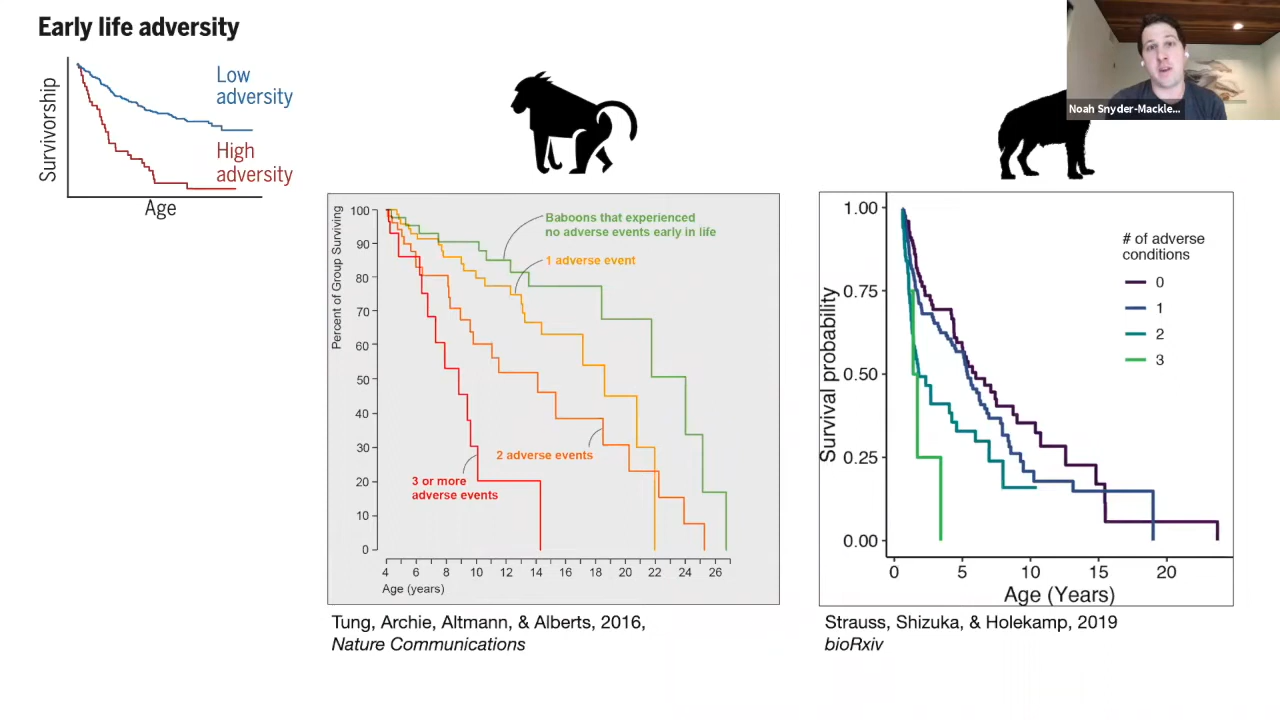 Early life adversity
Survivorship
Low
adversity
High
adversity
Age
Noah Snyder-Mackle...
Percent of Group Surviving
100
90
80
70
60
50
40
30
20
10
0
Baboons that experienced
no adverse events early in life
1 adverse event
2 adverse events
3 or more
adverse events
4 6 8 10 12 14 16 18 20 22 24 26
Age (years)
Tung, Archie, Altmann, & Alberts, 2016,
Nature Communications
Survival probability
1.00
0.75
0.50
0.25
0.00
# of adverse
conditions
0
1
2
3
0 5 10 15 20
Age (Years)
Strauss, Shizuka, & Holekamp, 2019
bioRxiv